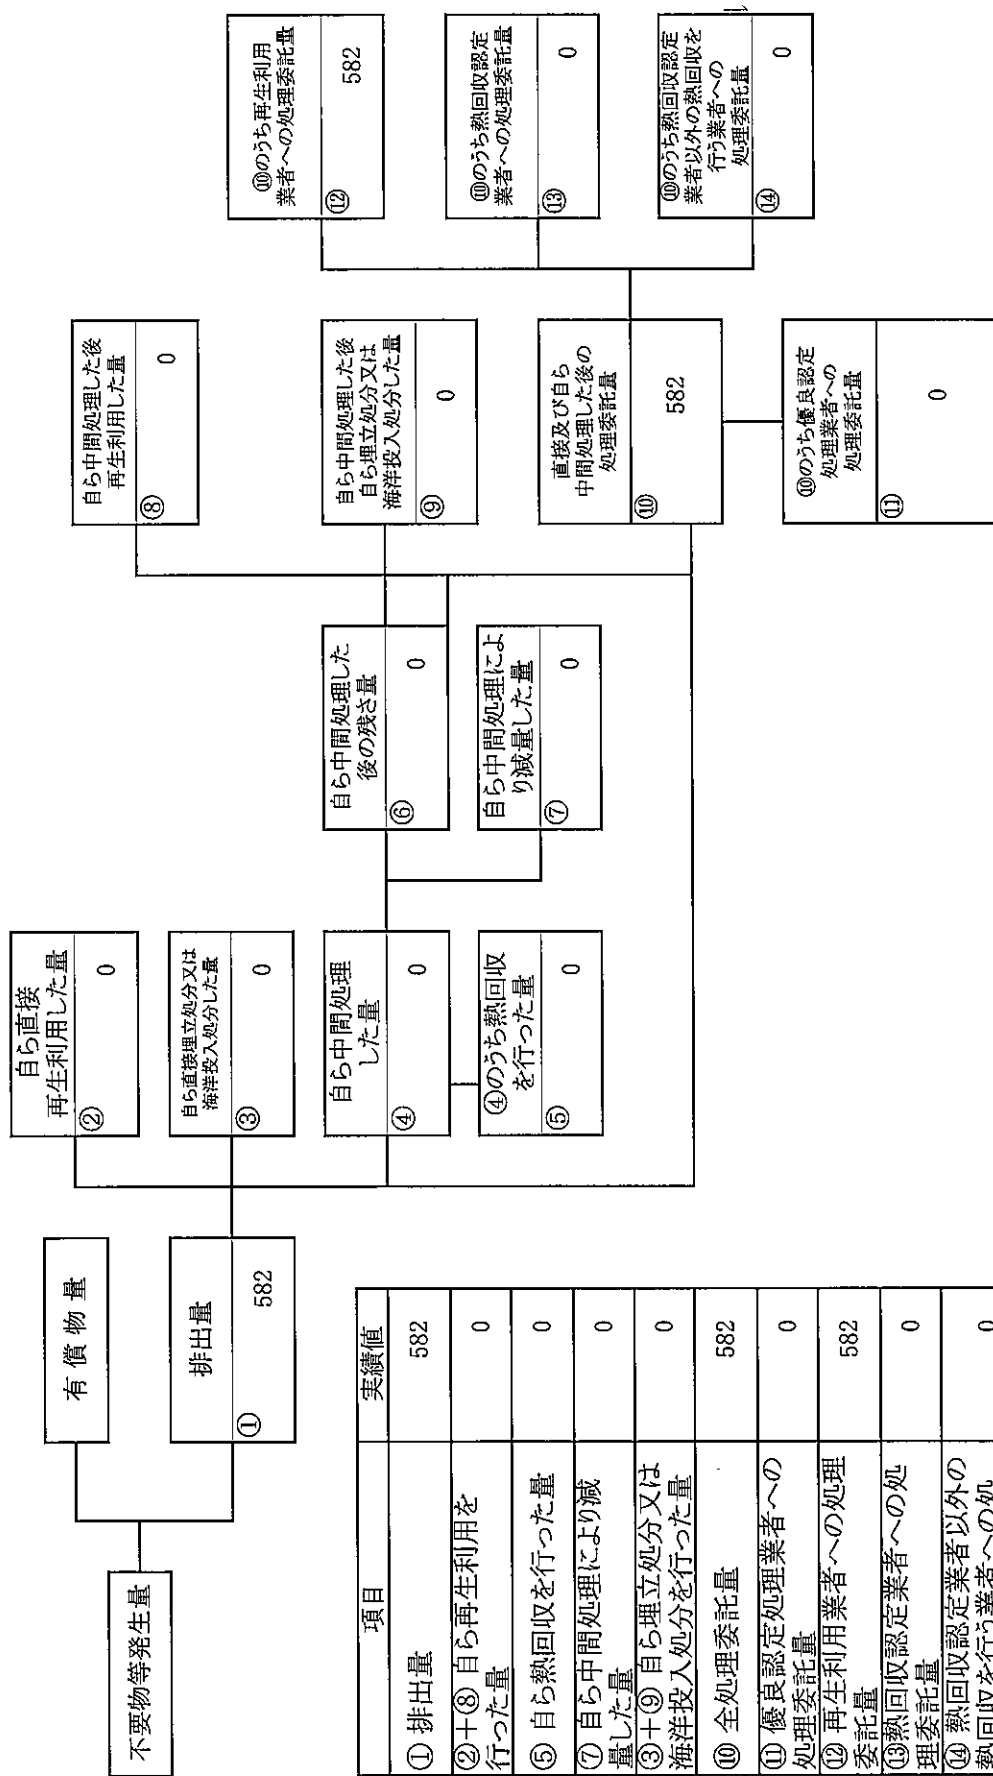 不要物等発生量
有償物量
排出量
① 582
自ら直接
再生利用した量
② 0
自ら直接埋立処分又は
海洋投入処分した量
③ 0
自ら中間処理
した量
④ 0
④のうち熱回収
を行った量
⑤ 0
自ら中間処理した
後の残さ量
⑥ 0
自ら中間処理によ
り減量した量
⑦ 0
自ら中間処理した後
再生利用した量
⑧ 0
自ら中間処理した後
自ら埋立処分又は
海洋投入処分した量
⑨ 0
直接及び自ら
中間処理した後の
処理委託量
⑩ 582
⑩のうち優良認定
処理業者への
処理委託量
⑪ 0
⑩のうち再生利用
業者への処理委託量
⑫ 582
⑩のうち熱回収認定
業者への処理委託量
⑬ 0
⑩のうち熱回収認定
業者以外の熱回収を
行う業者への
処理委託量
⑭ 0
項目 実績値
① 排出量 582
②+⑧ 自ら再生利用を
行った量 0
⑤ 自ら熱回収を行った量 0
⑦ 自ら中間処理により減
量した量 0
③+⑨ 自ら埋立処分又は
海洋投入処分を行った量 0
⑩ 全処理委託量 582
⑪ 優良認定処理業者への
処理委託量 0
⑫ 再生利用業者への処理
委託量 582
⑬熱回収認定業者への処
理委託量 0
⑭ 熱回収認定業者以外の
熱回収を行う業者への処 0